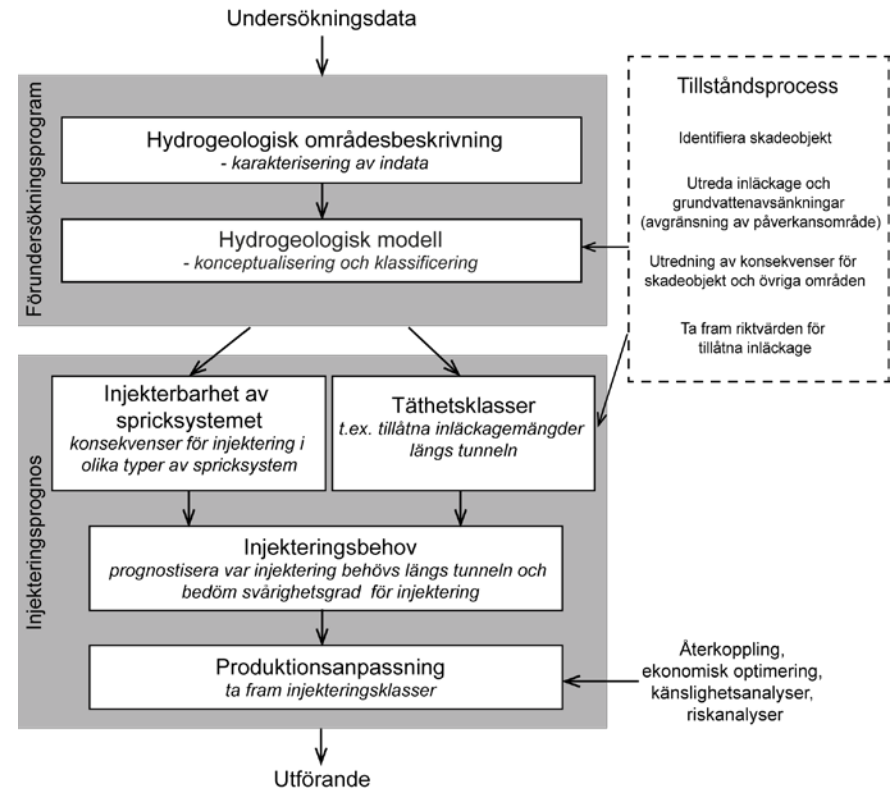 Undersökningsdata
Förundersökningsprogram
Hydrogeologisk områdesbeskrivning
- karakterisering av indata
Hydrogeologisk modell
- konceptualisering och klassificering
Tillståndsprocess
Identifiera skadeobjekt
Utreda inläckage och
grundvattenavsänkningar
(avgränsning av påverkansområde)
Utredning av konsekvenser för
skadeobjekt och övriga områden
Ta fram riktvärden för
tillåtna inläckage
Injekteringsprognos
Injekterbarhet av
spricksystemet
konsekvenser för injektering i
olika typer av spricksystem
Täthetsklasser
t.ex. tillåtna inläckagemängder
längs tunneln
Injekteringsbehov
prognostisera var injektering behövs längs tunneln och
bedöm svårighetsgrad för injektering
Produktionsanpassning
ta fram injekteringsklasser
Återkoppling,
ekonomisk optimering,
känslighetsanalyser,
riskanalyser
Utförande